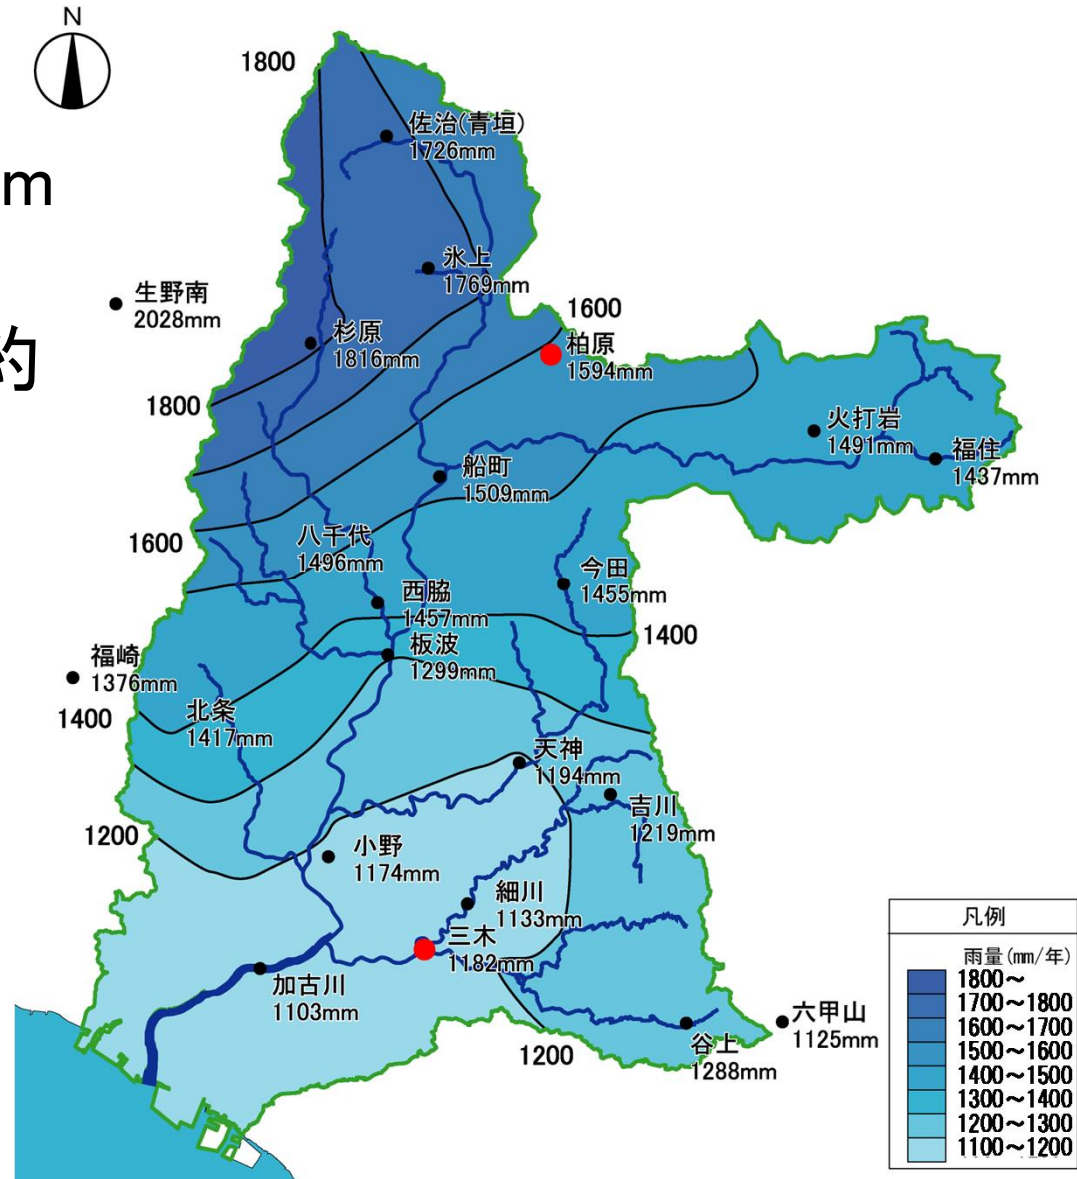 N
1800
佐治(青垣)
1726mm
m
氷上
1769mm
生野南
2028mm
1600
杉原
1816mm
柏原
1594mm
約
1800
火打岩
1491mm
福住
1437mm
船町
1509mm
1600
八千代
1496mm
今田
1455mm
西脇
1457mm
1400
板波
1299mm
福崎
1376mm
1400
北条
1417mm
天神
1194mm
吉川
1219mm
1200
小野
1174mm
細川
1133mm
三木
1182mm
加古川
1103mm
六甲山
1125mm
谷上
1288mm
1200
凡例
雨量(mm/年)
1800～
1700～1800
1600～1700
1500～1600
1400～1500
1300～1400
1200～1300
1100～1200